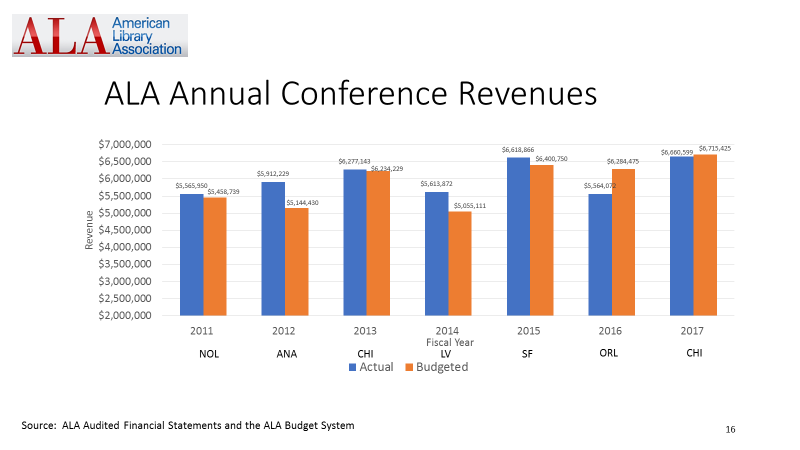 ALA American
Library
Association
ALA Annual Conference Revenues
$7,000,000
$6,500,000
$6,000,000
$5,500,000
$5,000,000
$4,500,000
$4,000,000
$3,500,000
$3,000,000
$2,500,000
$2,000,000
Revenue
$5,565,950
$5,458,739
$5,912,229
$5,144,430
$6,277,143
$6,234,229
$5,613,872
$5,055,111
$6,618,866
$6,400,750
$5,564,072
$6,284,475
$6,660,599
$6,715,425
2011 2012 2013 2014 2015 2016 2017
Fiscal Year
NOL ANA CHI LV SF ORL CHI
Actual Budgeted
Source: ALA Audited Financial Statements and the ALA Budget System
16